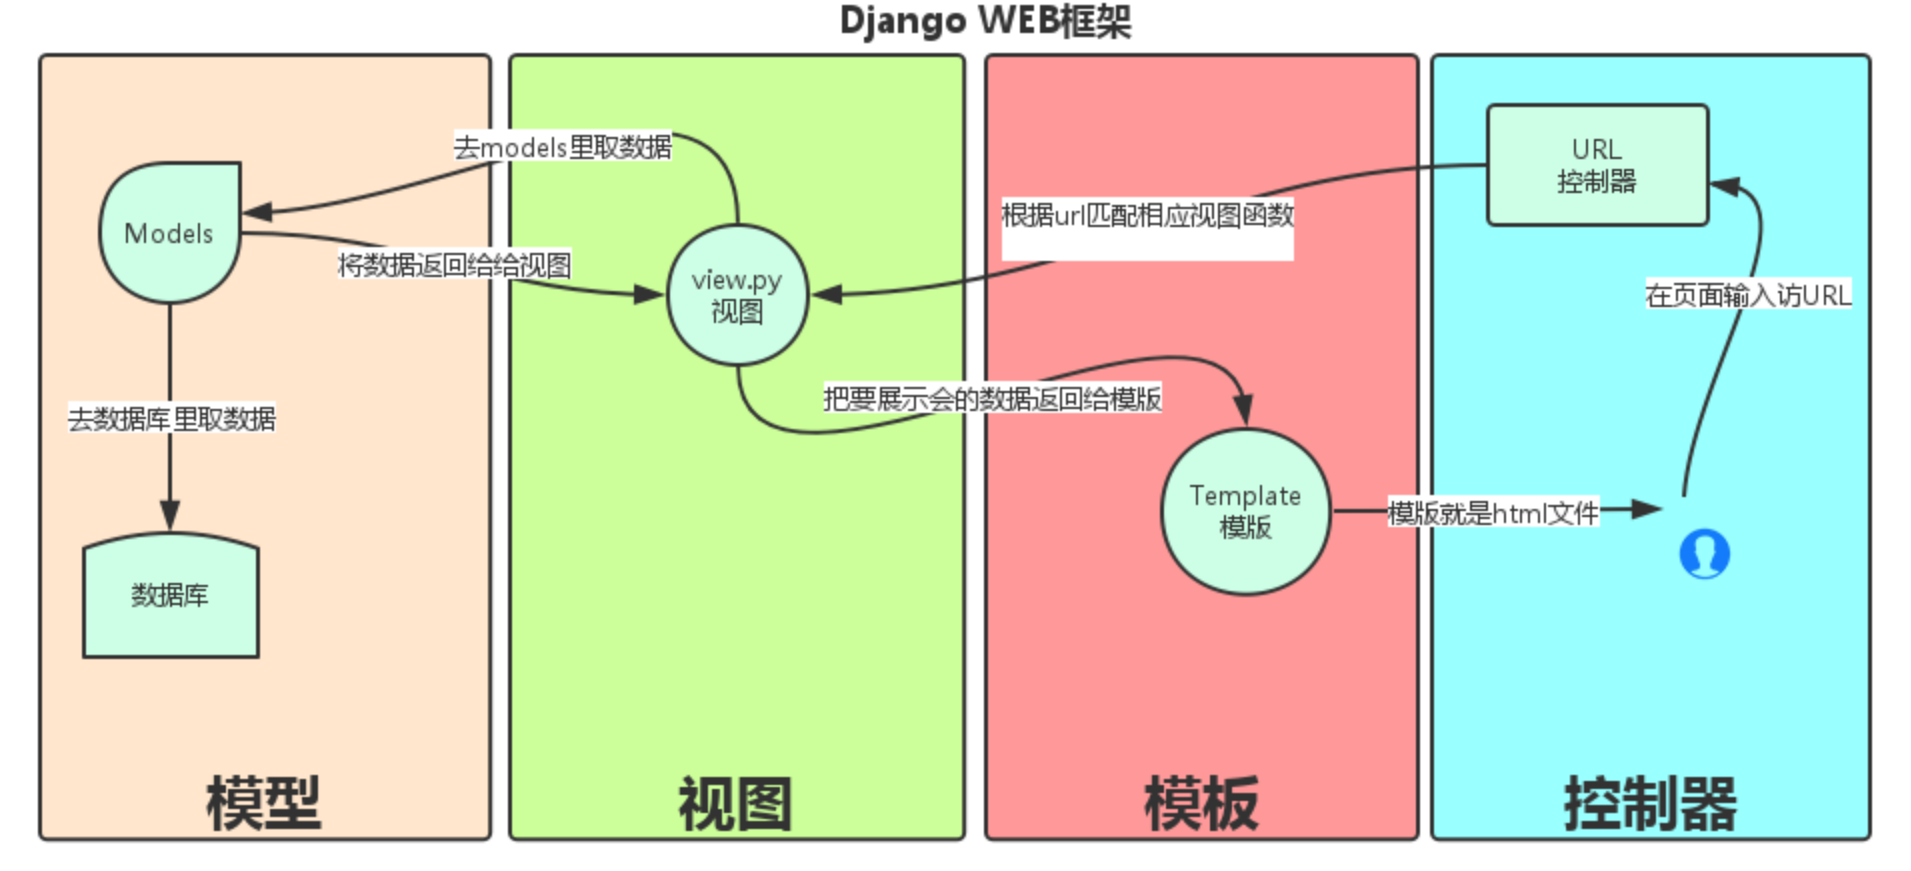 Django WEB框架
去models里取数据
Models
将数据返回给给视图
去数据库里取数据
数据库
模型
view.py
视图
把要展示会的数据返回给模版
视图
根据url匹配相应视图函数
Template
模版
模版就是html文件
模板
URL
控制器
在页面输入访URL
控制器